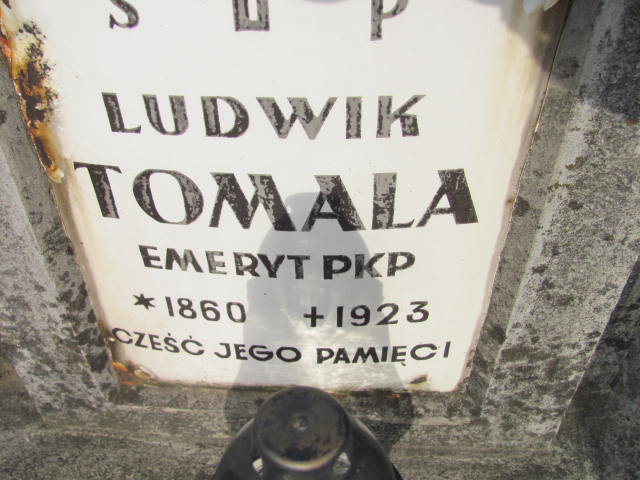 S P P
LUDWIK
TOMALA
EMERYT PKP
* 1860 + 1923
CZEŚĆ JEGO PAMIĘCI